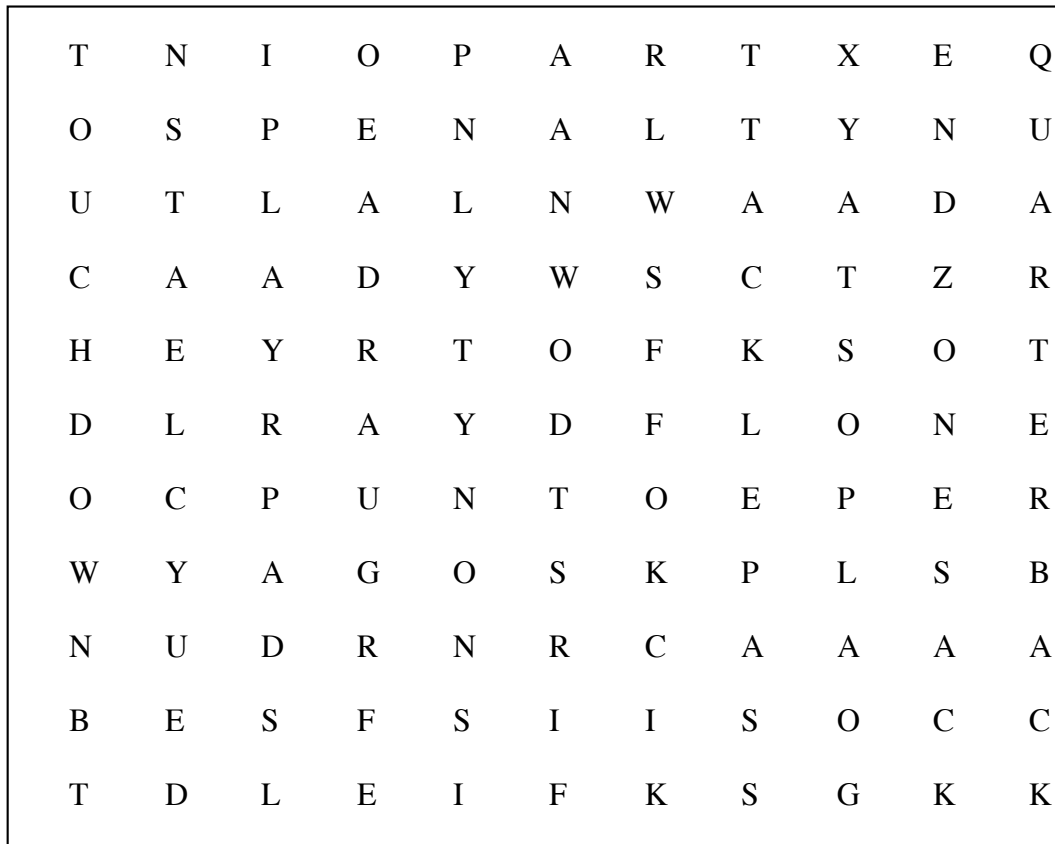 T N I O P A R T X E Q
O S P E N A L T Y N U
U T L A L N W A A D A
C A A D Y W S C T Z R
H E Y R T O F K S O T
D L R A Y D F L O N E
O C P U N T O E P E R
W Y A G O S K P L S B
N U D R N R C A A A A
B E S F S I I S O C C
T D L E I F K S G K K